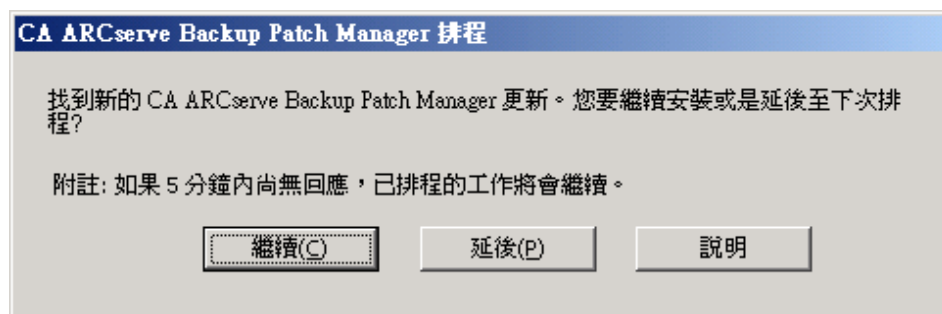 CA ARCserve Backup Patch Manager 排程
找到新的 CA ARCserve Backup Patch Manager 更新。您要繼續安裝或是延後至下次排
程?
附註: 如果 5 分鐘內尚無回應，已排程的工作將會繼續。
繼續(C) 延後(P) 說明